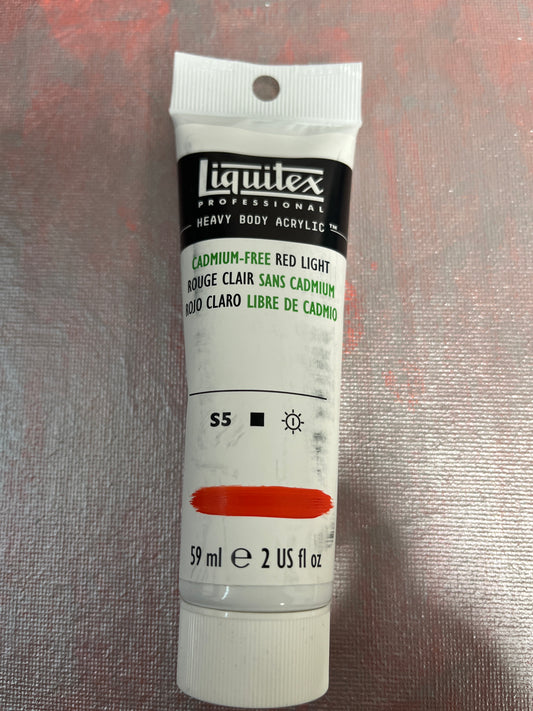 Liquitex
PROFESSIONAL
HEAVY BODY ACRYLIC™
CADMIUM-FREE RED LIGHT
ROUGE CLAIR SANS CADMIUM
ROJO CLARO LIBRE DE CADMIO
S5 I
59 ml ℮ 2 US fl oz